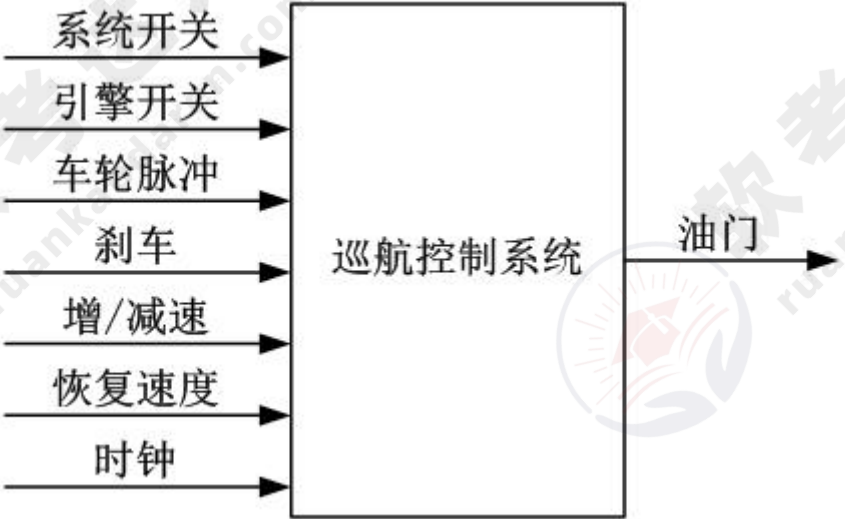 系统开关
引擎开关
车轮脉冲
刹车
增/减速
恢复速度
时钟
巡航控制系统
油门